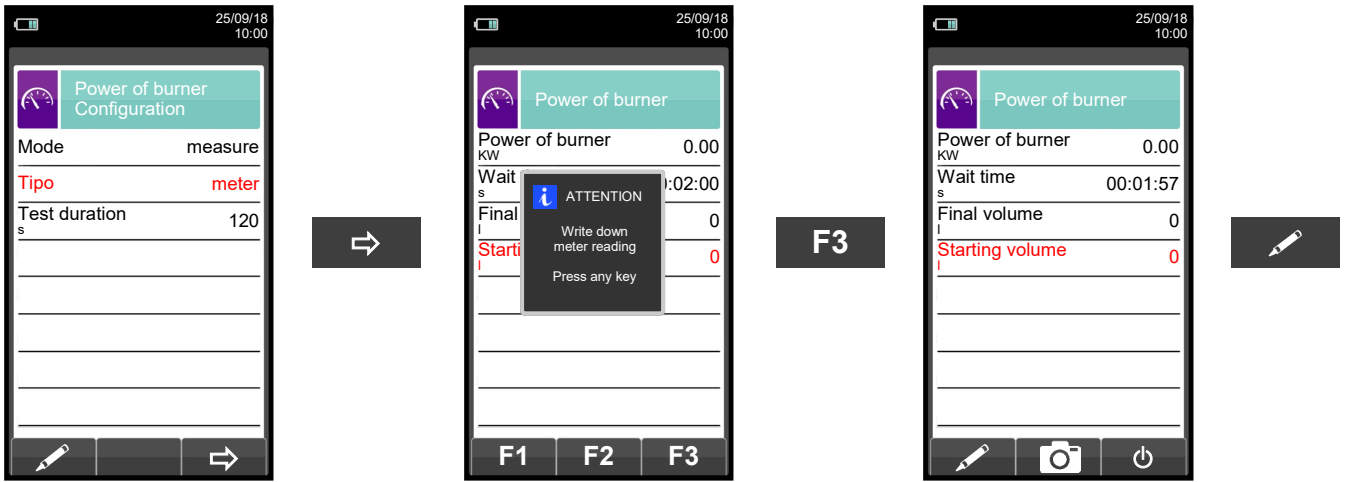 25/09/18
10:00
Power of burner
Configuration
Mode measure
Tipo meter
Test duration 120
s
25/09/18
10:00
Power of burner
Power of burner 0.00
KW
Wait :02:00
s
Final 0
l
Starti 0
l
ATTENTION
Write down
meter reading
Press any key
F1 F2 F3
F3
25/09/18
10:00
Power of burner
Power of burner 0.00
KW
Wait time 00:01:57
s
Final volume 0
l
Starting volume 0
l